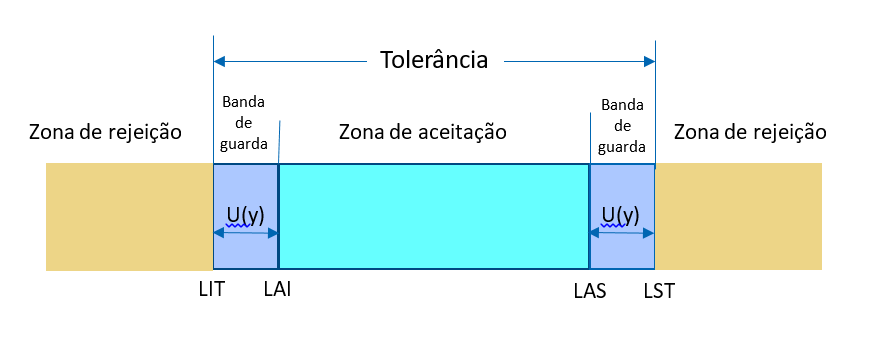 Tolerância
Banda
de
guarda
Banda
de
guarda
Zona de rejeição
Zona de aceitação
Zona de rejeição
U(y)
U(y)
LIT
LAI
LAS
LST